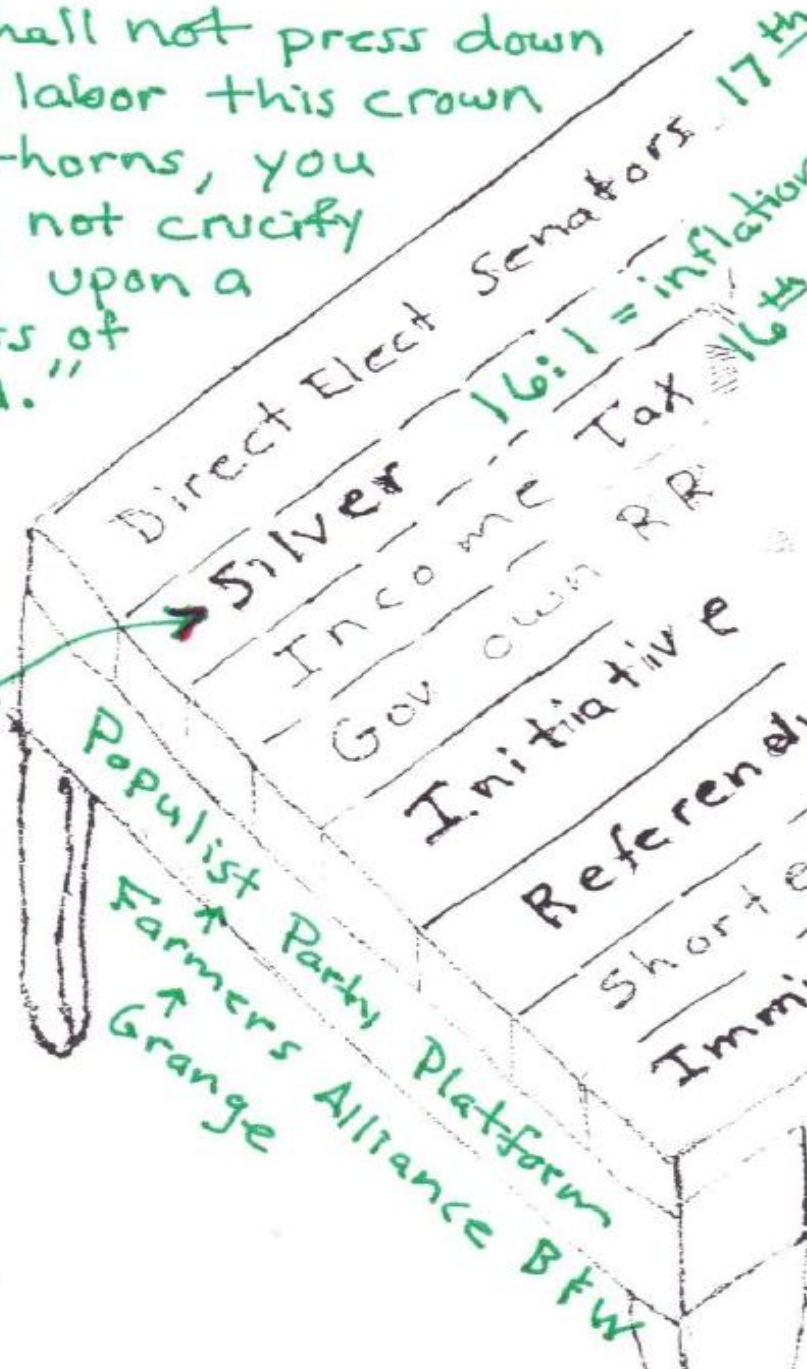 hall not press down
labor this crown
horns, you
not crucify
upon a
ss of
d."
Direct Elect Senators 17th
Silver 16:1 = inflation
Income Tax 16th
Gov own RR
Initiative
Referend
Short
Immi
Populist Party Platform
Farmers Alliance B&W
Grange